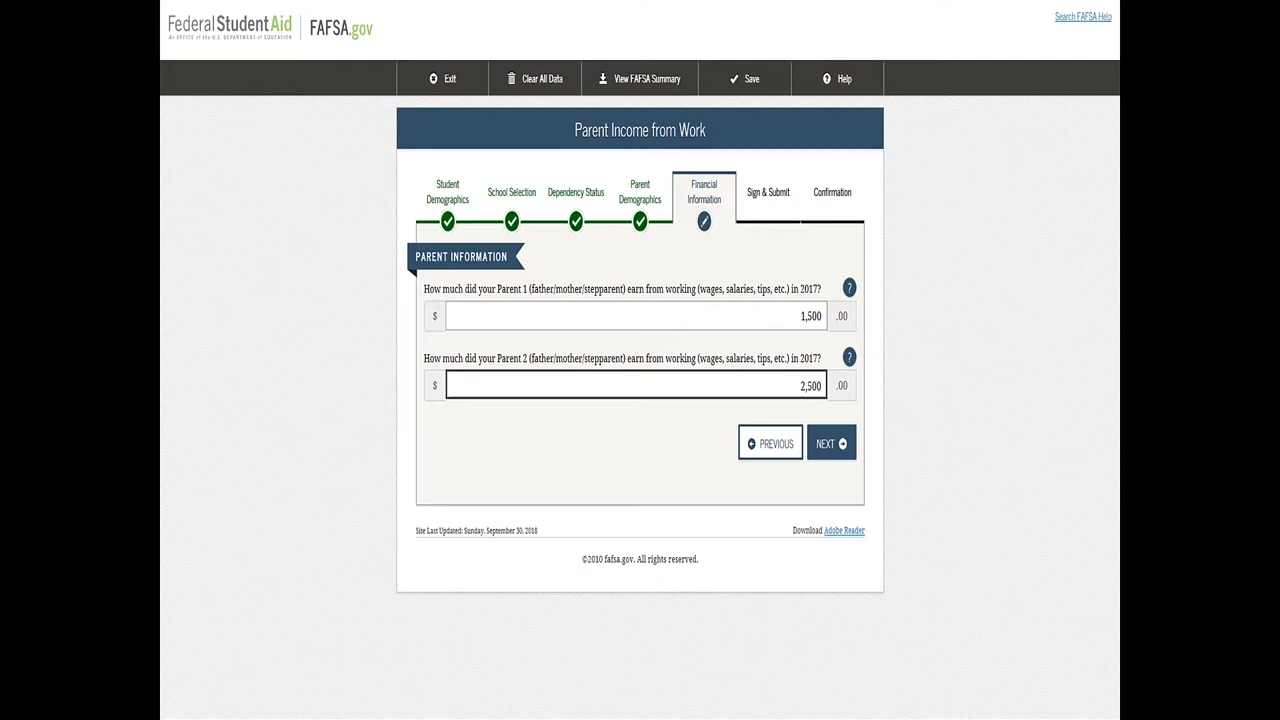 Federal Student Aid
An OFFICE of the U.S. DEPARTMENT of EDUCATION
FAFSA.gov
Search FAFSA Help
Exit
Clear All Data
View FAFSA Summary
Save
Help
Parent Income from Work
Student
Demographics
School Selection
Dependency Status
Parent
Demographics
Financial
Information
Sign & Submit
Confirmation
PARENT INFORMATION
How much did your Parent 1 (father/mother/stepparent) earn from working (wages, salaries, tips, etc.) in 2017?
?
$ 1,500 .00
How much did your Parent 2 (father/mother/stepparent) earn from working (wages, salaries, tips, etc.) in 2017?
?
$ 2,500 .00
PREVIOUS
NEXT
Site Last Updated: Sunday, September 30, 2018
Download Adobe Reader
©2010 fafsa.gov. All rights reserved.